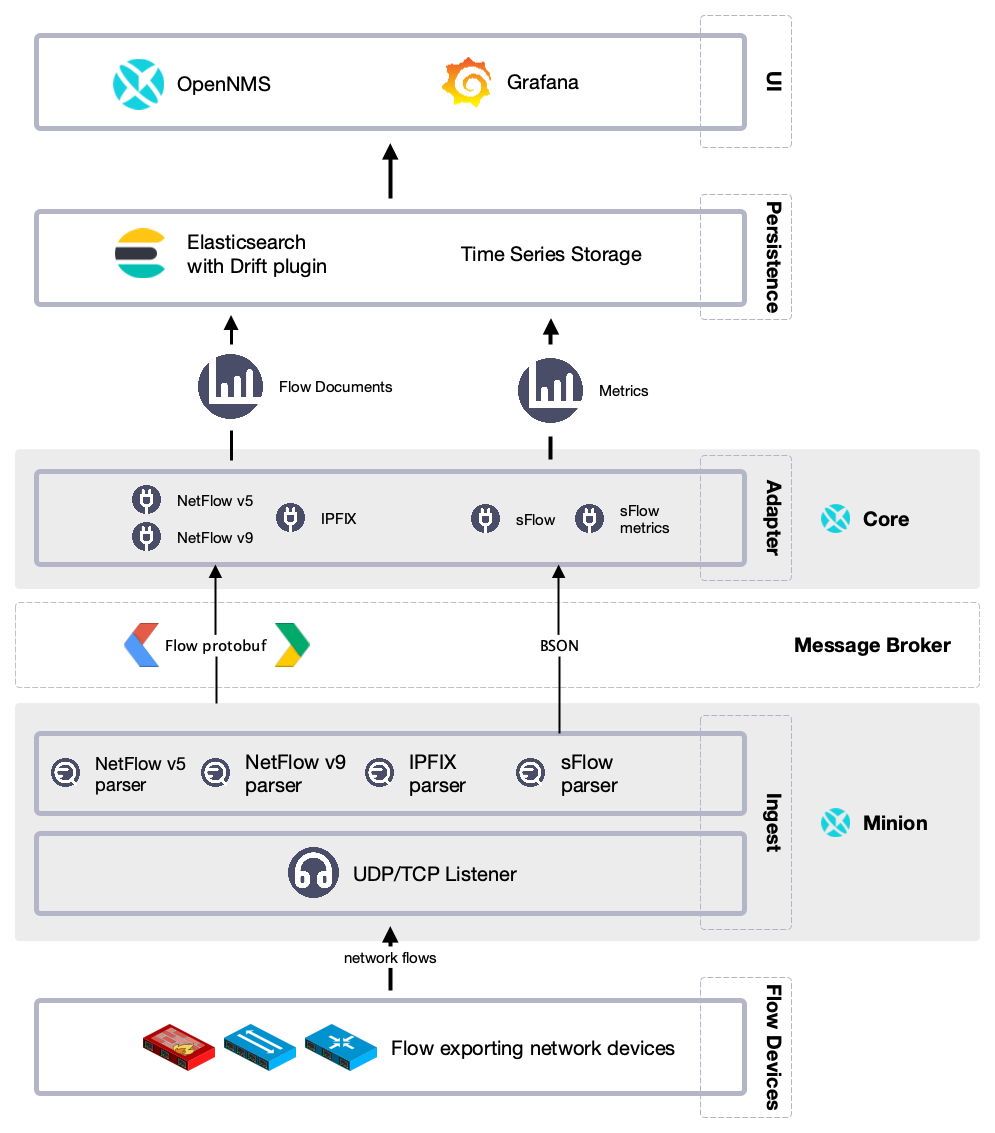 OpenNMS
Grafana
UI
Elasticsearch
with Drift plugin
Time Series Storage
Persistence
Flow Documents
Metrics
NetFlow v5
NetFlow v9
IPFIX
sFlow
sFlow
metrics
Adapter
Core
Flow protobuf
BSON
Message Broker
NetFlow v5
parser
NetFlow v9
parser
IPFIX
parser
sFlow
parser
Ingest
Minion
UDP/TCP Listener
network flows
Flow exporting network devices
Flow Devices